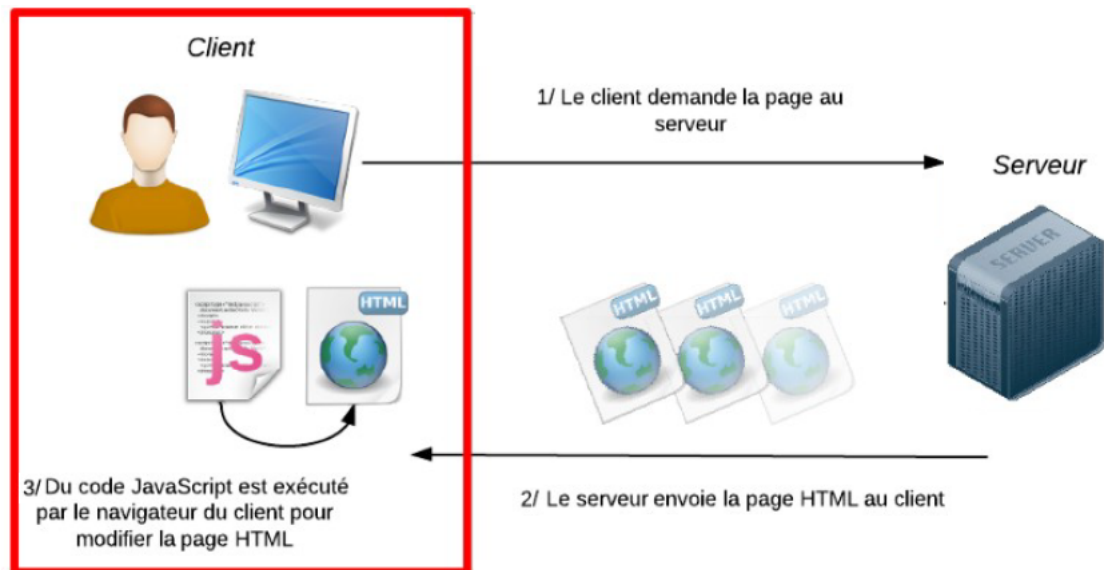 Client
1/ Le client demande la page au
serveur
Serveur
SERVER
HTML
HTML
HTML
HTML
js
3/ Du code JavaScript est exécuté
par le navigateur du client pour
modifier la page HTML
2/ Le serveur envoie la page HTML au client